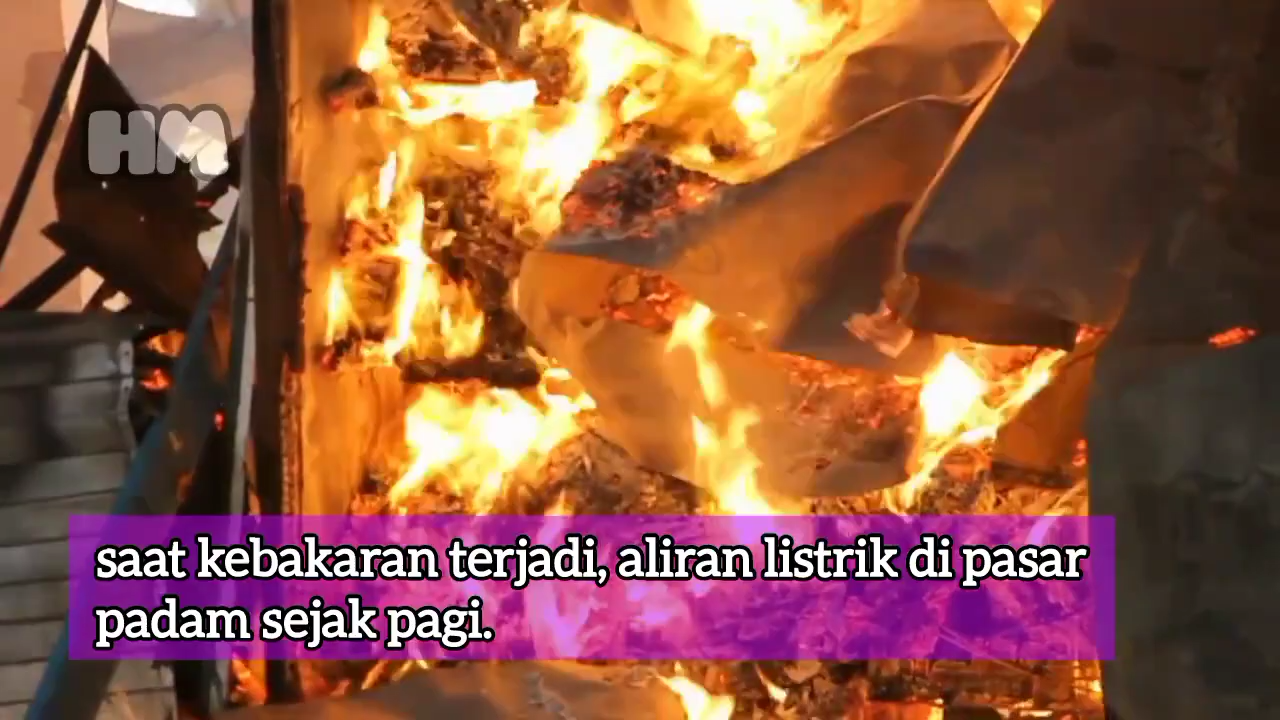 HM
saat kebakaran terjadi, aliran listrik di pasar
padam sejak pagi.